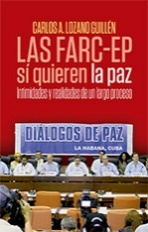 CARLOS A. LOZANO GUILLÉN
LAS FARC-EP
sí quieren la paz
Intimidades y realidades de un largo proceso
DIÁLOGOS DE PAZ
LA HABANA, CUBA